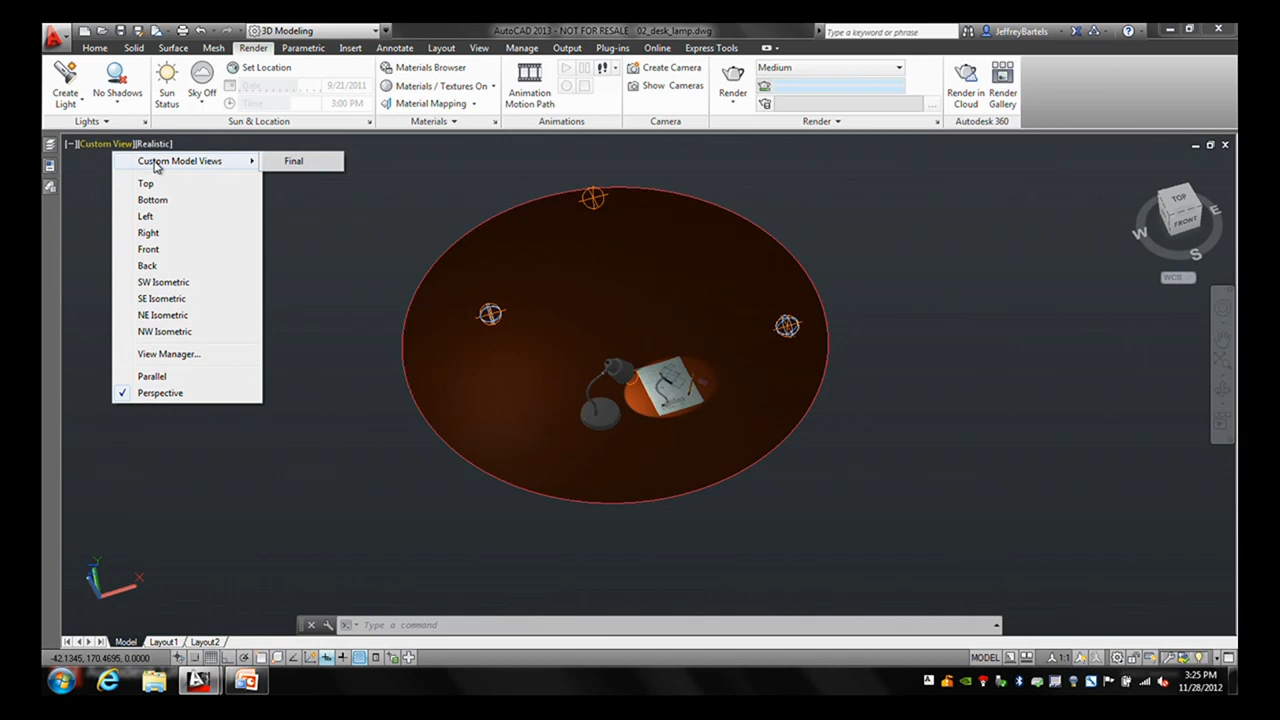 3D Modeling
AutoCAD 2013 - NOT FOR RESALE 02_desk_lamp.dwg
Type a keyword or phrase
JeffreyBartels
Home Solid Surface Mesh Render Parametric Insert Annotate Layout View Manage Output Plug-ins Online Express Tools
Create Light
No Shadows
Lights
Sun Status
Sky Off
Set Location
Date 9/21/2011
Time 3:00 PM
Sun & Location
Materials Browser
Materials / Textures On
Material Mapping
Materials
Animation Motion Path
Animations
Create Camera
Show Cameras
Camera
Render
Medium
Render
Render in Cloud
Render Gallery
Autodesk 360
[−][Custom View][Realistic]
Custom Model Views
Final
Top
Bottom
Left
Right
Front
Back
SW Isometric
SE Isometric
NE Isometric
NW Isometric
View Manager...
Parallel
Perspective
TOP
FRONT
W
E
S
WCS
Y
X
Type a command
Model Layout1 Layout2
-42.1345, 170.4695, 0.0000
MODEL
1:1
3:25 PM
11/28/2012